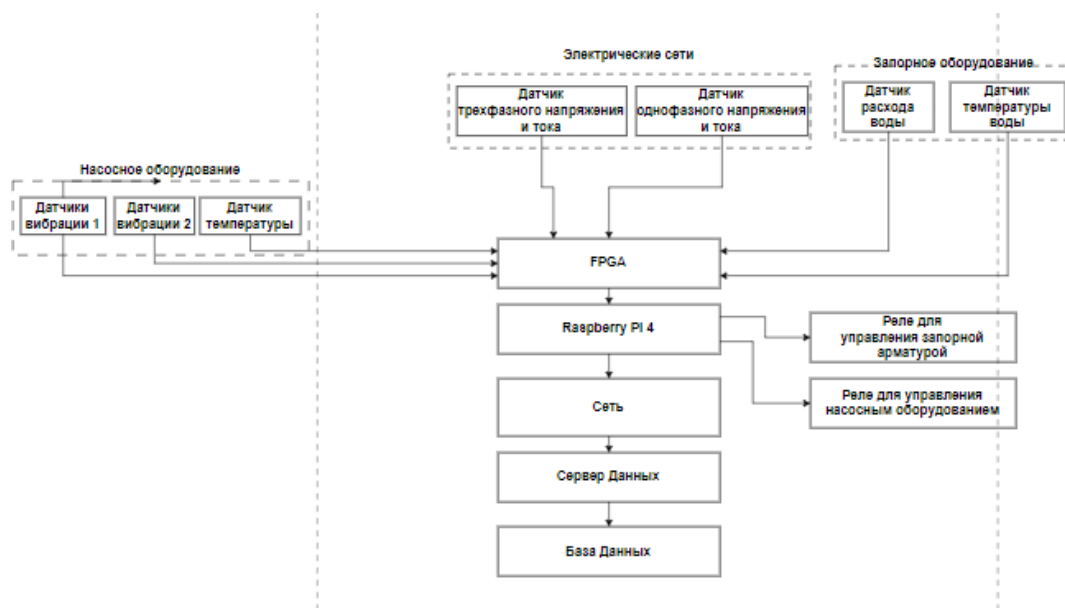 Электрические сети
Датчик
трехфазного напряжения
и тока
Датчик
однофазного напряжения
и тока
Запорное оборудование
Датчик
расхода
воды
Датчик
температуры
воды
Насосное оборудование
Датчики
вибрации 1
Датчики
вибрации 2
Датчик
температуры
FPGA
Raspberry PI 4
Реле для
управления запорной
арматурой
Реле для управления
насосным оборудованием
Сеть
Сервер Данных
База Данных